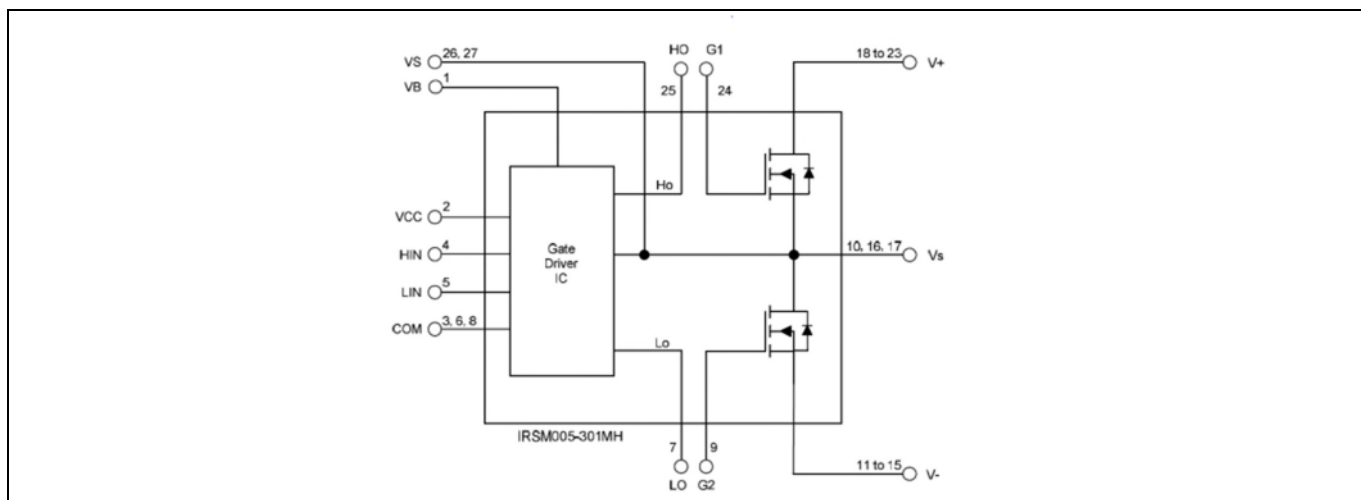 HO G1
VS 26, 27
18 to 23 V+
VB 1
25 24
Ho
VCC 2
HIN 4
Gate
Driver
IC
10, 16, 17 Vs
LIN 5
COM 3, 6, 8
Lo
IRSM005-301MH
7 9
LO G2
11 to 15 V-